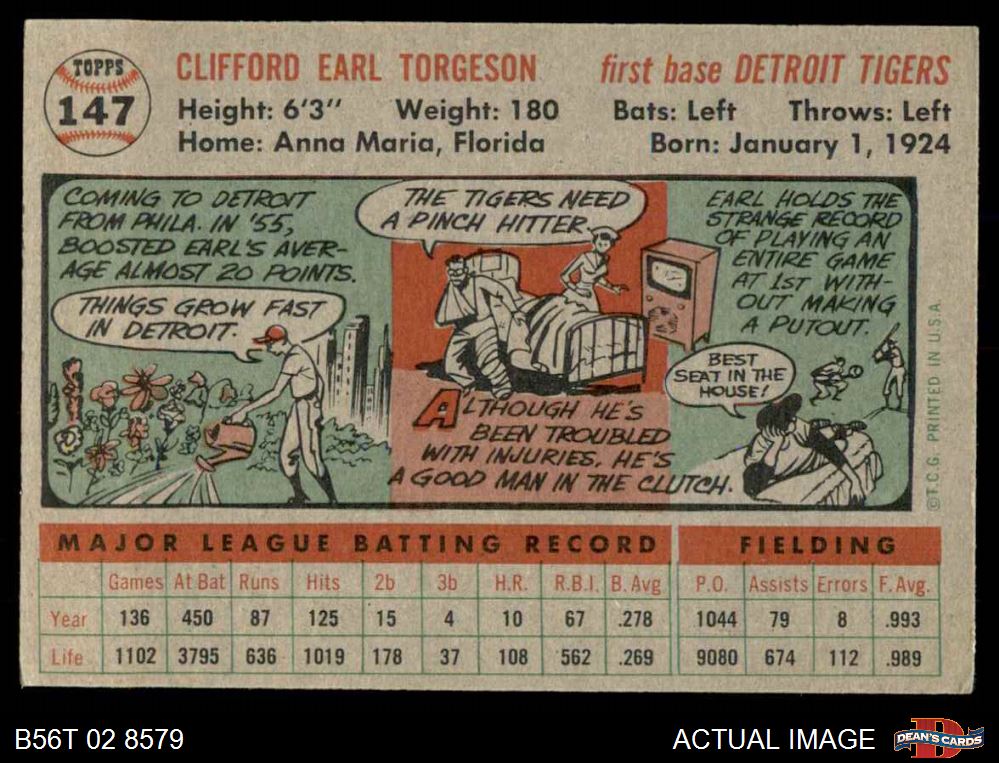 TOPPS
147
CLIFFORD EARL TORGESON first base DETROIT TIGERS
Height: 6'3" Weight: 180 Bats: Left Throws: Left
Home: Anna Maria, Florida Born: January 1, 1924
COMING TO DETROIT
FROM PHILA. IN '55,
BOOSTED EARL'S AVER-
AGE ALMOST 20 POINTS.
THINGS GROW FAST
IN DETROIT.
THE TIGERS NEED
A PINCH HITTER.
ALTHOUGH HE'S
BEEN TROUBLED
WITH INJURIES, HE'S
A GOOD MAN IN THE CLUTCH.
EARL HOLDS THE
STRANGE RECORD
OF PLAYING AN
ENTIRE GAME
AT 1ST WITH-
OUT MAKING
A PUTOUT.
BEST
SEAT IN THE
HOUSE!
© T.C.G. PRINTED IN U.S.A.
MAJOR LEAGUE BATTING RECORD FIELDING
Games At Bat Runs Hits 2b 3b H.R. R.B.I. B. Avg P.O. Assists Errors F. Avg.
Year 136 450 87 125 15 4 10 67 .278 1044 79 8 .993
Life 1102 3795 636 1019 178 37 108 562 .269 9080 674 112 .989
B56T 02 8579 ACTUAL IMAGE DEAN'S CARDS